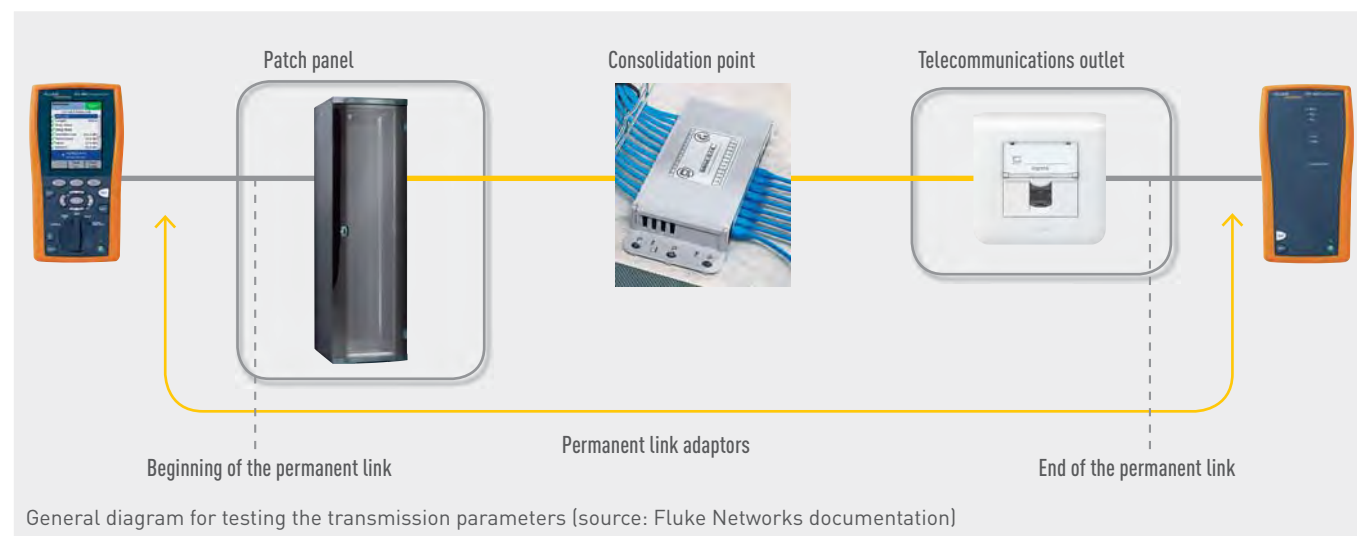 Patch panel
Consolidation point
Telecommunications outlet
Permanent link adaptors
Beginning of the permanent link
End of the permanent link
General diagram for testing the transmission parameters (source: Fluke Networks documentation)